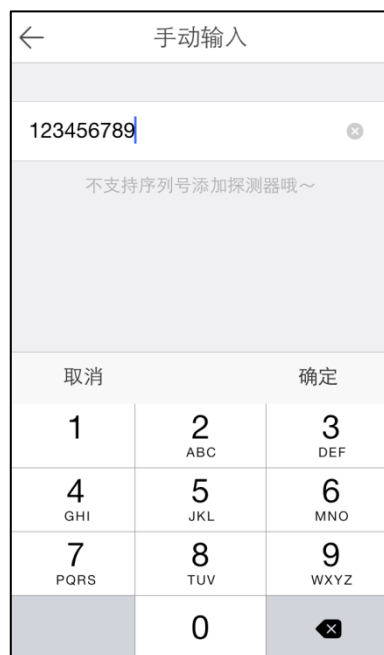 手动输入
123456789
不支持序列号添加探测器哦～
取消 确定
1 2 3
ABC DEF
4 5 6
GHI JKL MNO
7 8 9
PQRS TUV WXYZ
0